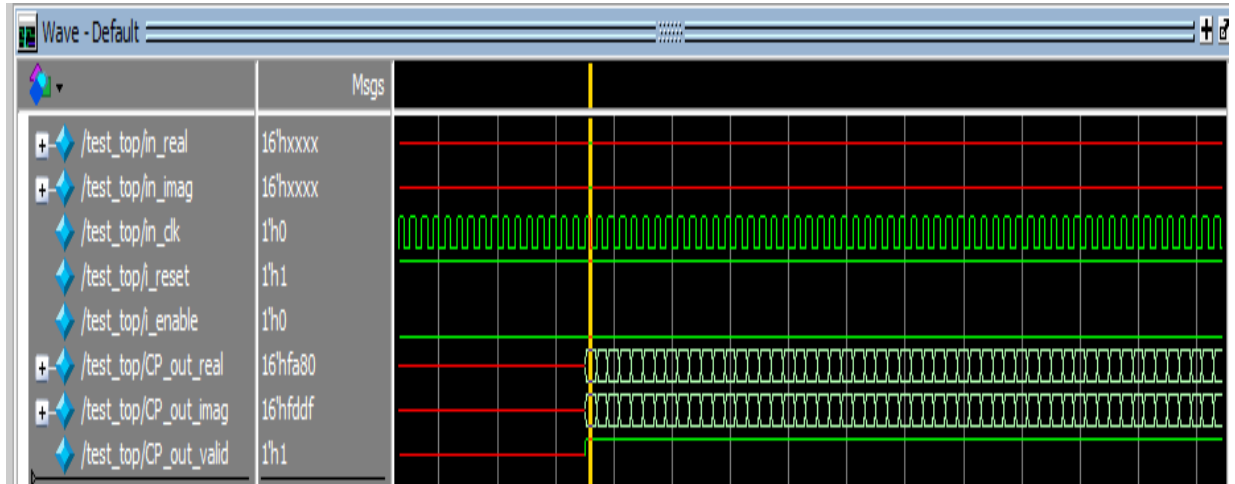 Wave - Default
Msgs
/test_top/in_real 16'hxxxx
/test_top/in_imag 16'hxxxx
/test_top/in_clk 1'h0
/test_top/i_reset 1'h1
/test_top/i_enable 1'h0
/test_top/CP_out_real 16'hfa80
/test_top/CP_out_imag 16'hfddf
/test_top/CP_out_valid 1'h1